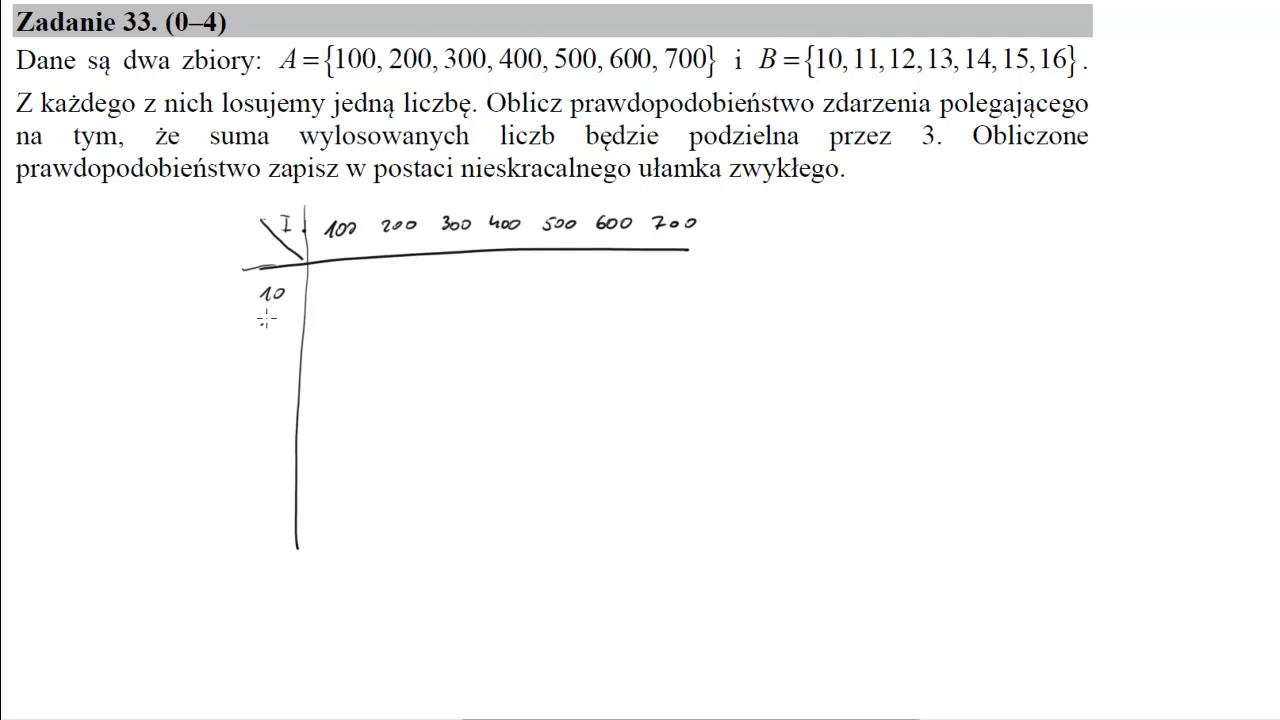 Zadanie 33. (0–4)
Dane są dwa zbiory: A = {100, 200, 300, 400, 500, 600, 700} i B = {10, 11, 12, 13, 14, 15, 16}.
Z każdego z nich losujemy jedną liczbę. Oblicz prawdopodobieństwo zdarzenia polegającego
na tym, że suma wylosowanych liczb będzie podzielna przez 3. Obliczone
prawdopodobieństwo zapisz w postaci nieskracalnego ułamka zwykłego.
I 100 200 300 400 500 600 700
10